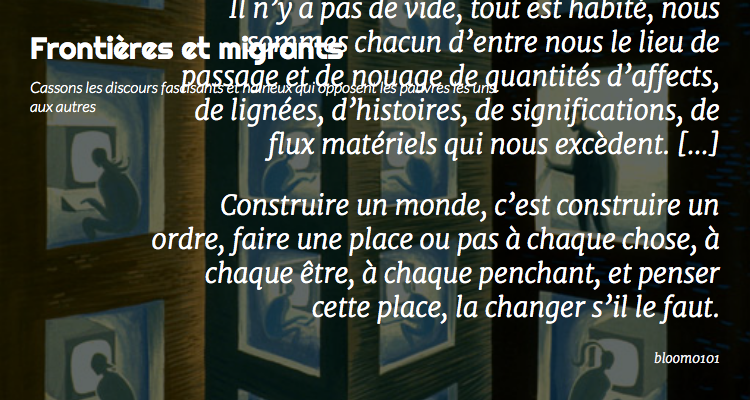 Il n’y a pas de vide, tout est habité, nous
sommes chacun d’entre nous le lieu de
passage et de nouage de quantités d’affects,
de lignées, d’histoires, de significations, de
flux matériels qui nous excèdent. [...]
Construire un monde, c’est construire un
ordre, faire une place ou pas à chaque chose, à
chaque être, à chaque penchant, et penser
cette place, la changer s’il le faut.
bloom0101
Frontières et migrants
Cassons les discours fascisants et haineux qui opposent les pauvres les uns
aux autres